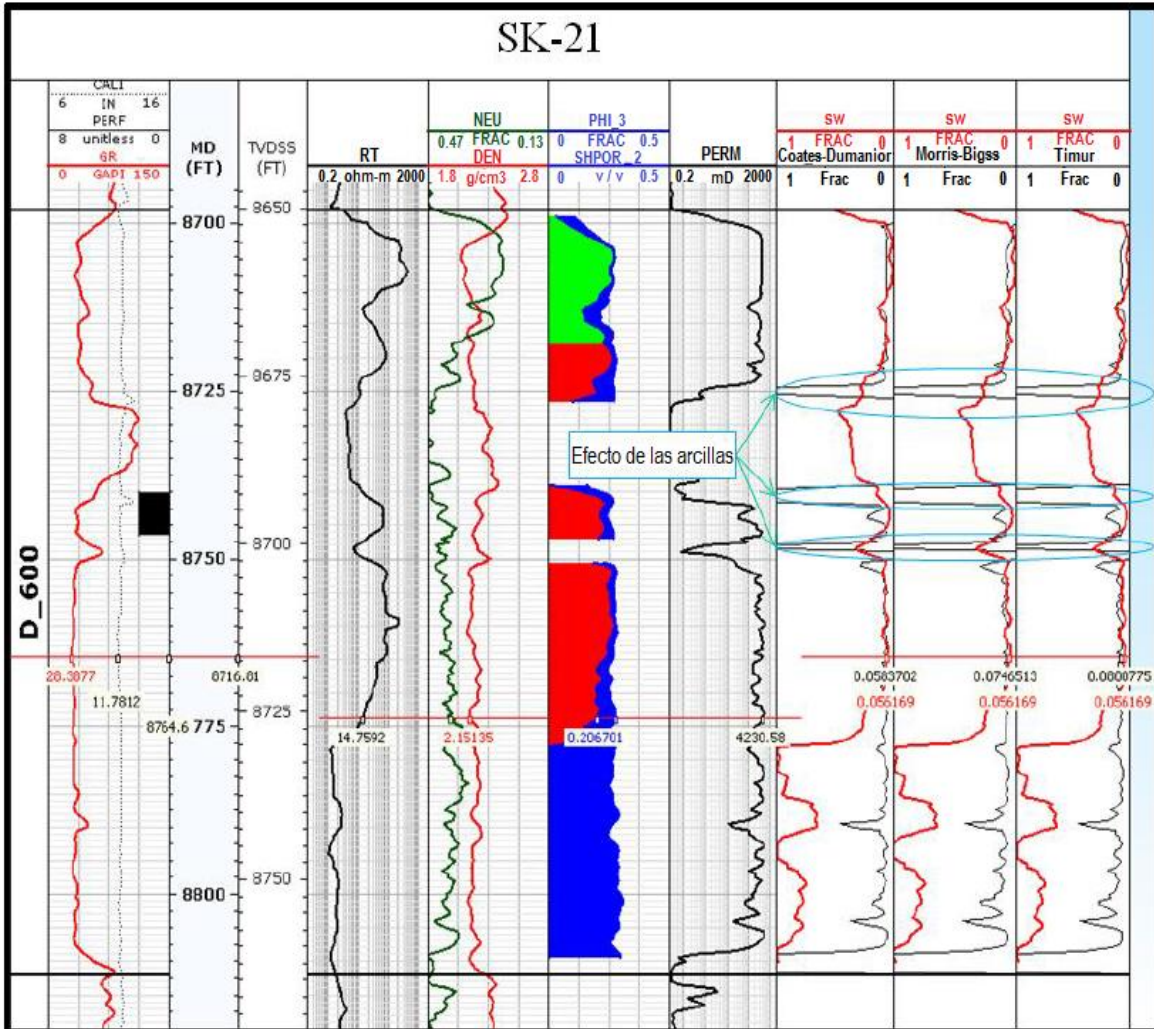 SK-21
CALI
6 IN 16
PERF
8 unitless 0
GR
0 GAPI 150
MD
(FT)
TVDSS
(FT)
RT
0.2 ohm-m 2000
NEU
0.47 FRAC 0.13
DEN
1.8 g/cm3 2.8
PHI_3
0 FRAC 0.5
SHPOR_2
0 v / v 0.5
PERM
0.2 mD 2000
SW
1 FRAC 0
Coates-Dumanior
1 Frac 0
SW
1 FRAC 0
Morris-Bigss
1 Frac 0
SW
1 FRAC 0
Timur
1 Frac 0
8650
8700
8675
8725
Efecto de las arcillas
8700
8750
D_600
28.3077
11.7812
8764.6
8716.01
0.0583702
0.0746513
0.056169
0.056169
0.056169
8725
8775
14.7592
2.15135
0.206701
4230.58
8750
8800